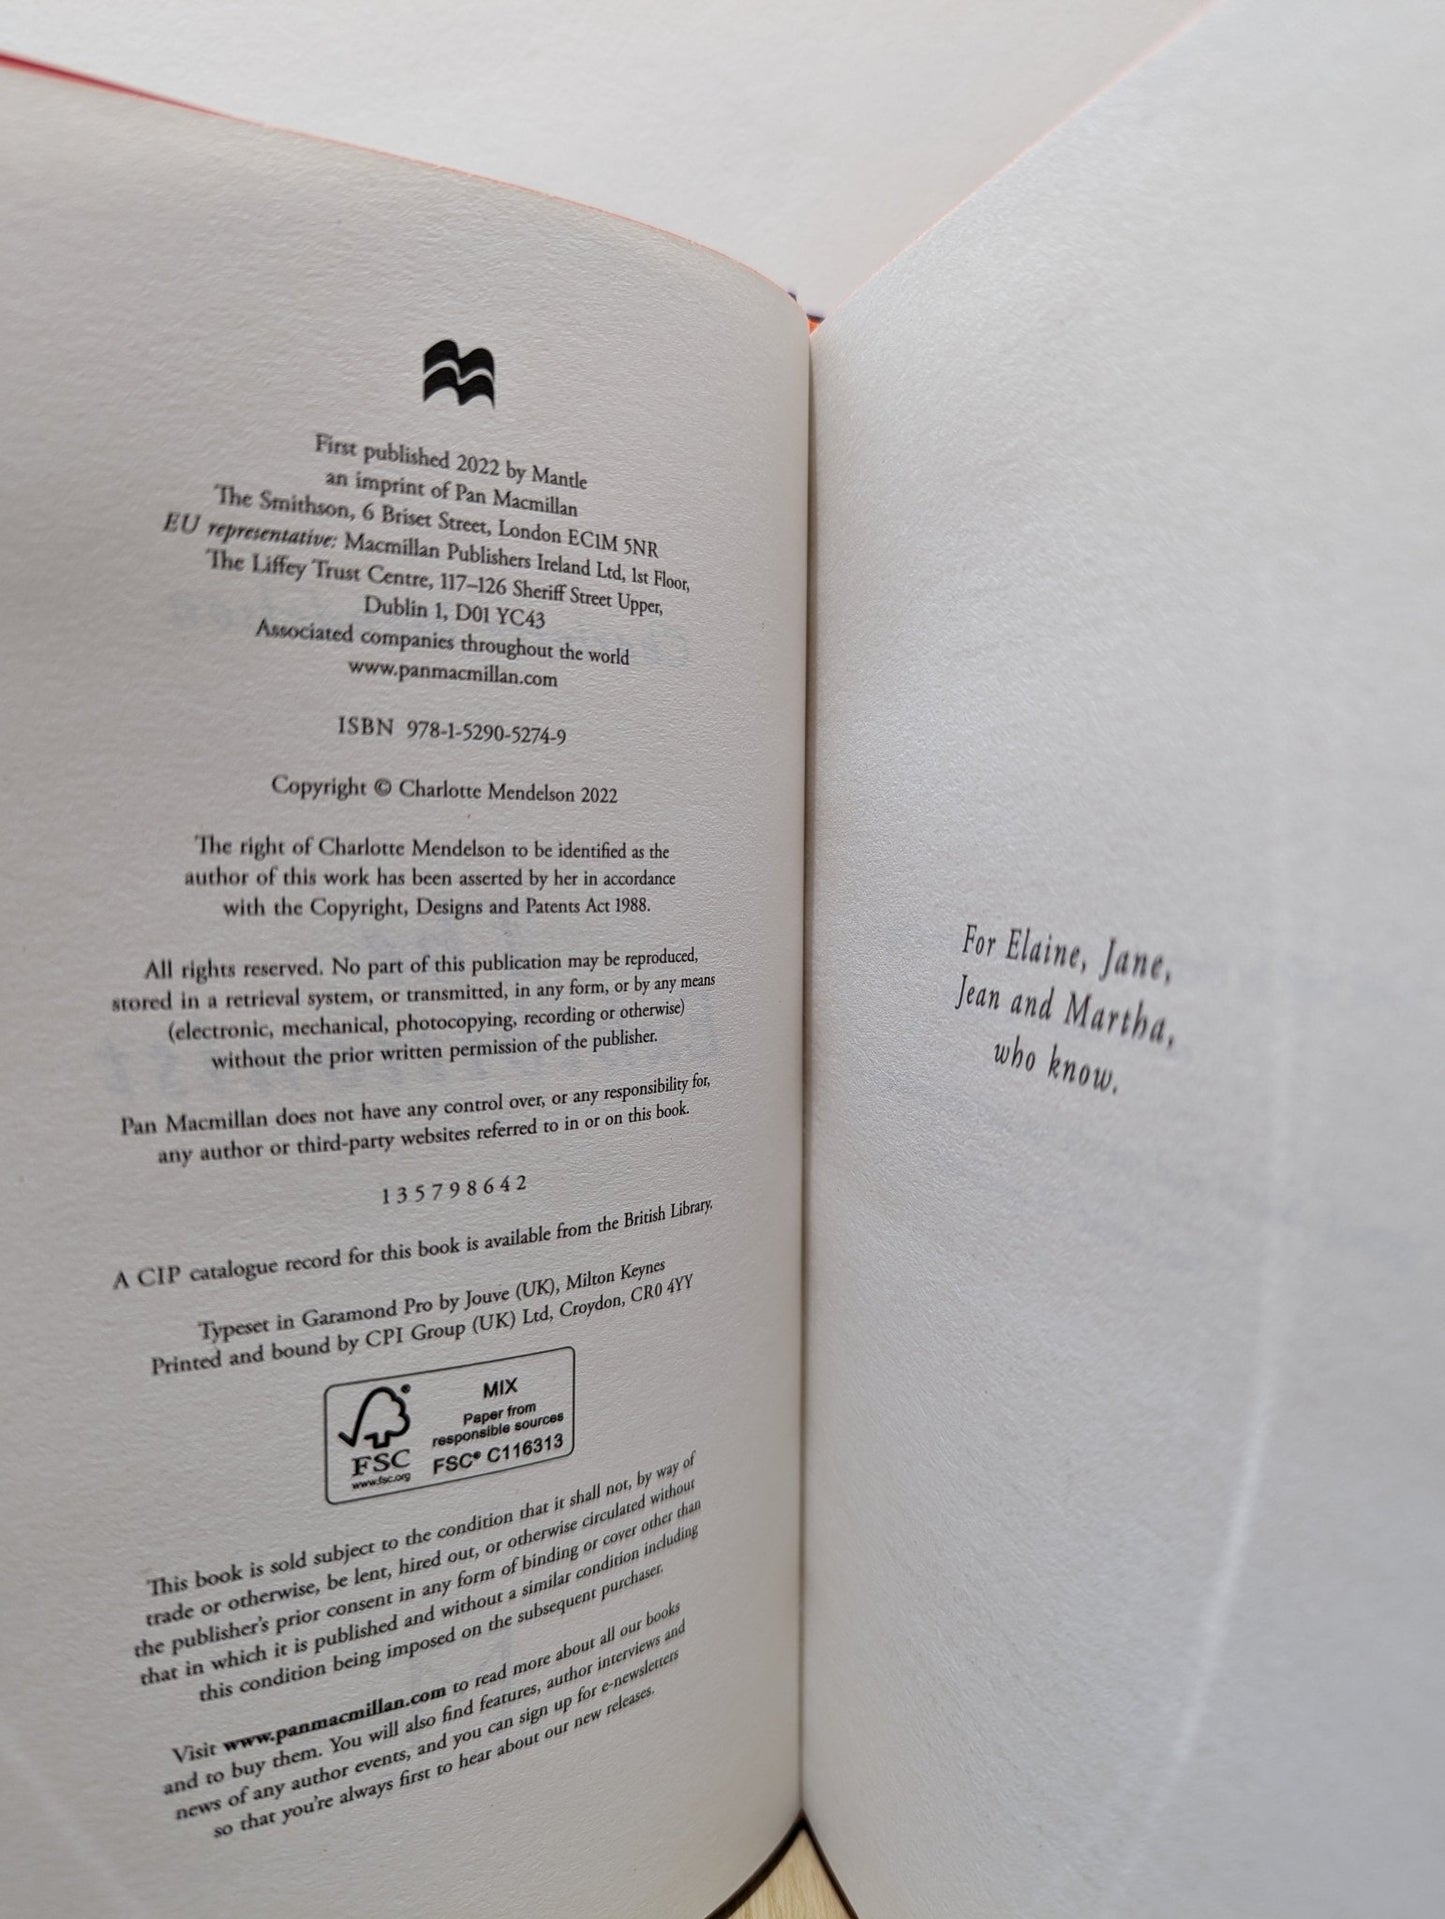 First published 2022 by Mantle
an imprint of Pan Macmillan
The Smithson, 6 Briset Street, London EC1M 5NR
EU representative: Macmillan Publishers Ireland Ltd, 1st Floor,
The Liffey Trust Centre, 117–126 Sheriff Street Upper,
Dublin 1, D01 YC43
Associated companies throughout the world
www.panmacmillan.com
ISBN 978-1-5290-5274-9
Copyright © Charlotte Mendelson 2022
The right of Charlotte Mendelson to be identified as the
author of this work has been asserted by her in accordance
with the Copyright, Designs and Patents Act 1988.
All rights reserved. No part of this publication may be reproduced,
stored in a retrieval system, or transmitted, in any form, or by any means
(electronic, mechanical, photocopying, recording or otherwise)
without the prior written permission of the publisher.
Pan Macmillan does not have any control over, or any responsibility for,
any author or third-party websites referred to in or on this book.
1 3 5 7 9 8 6 4 2
A CIP catalogue record for this book is available from the British Library.
Typeset in Garamond Pro by Jouve (UK), Milton Keynes
Printed and bound by CPI Group (UK) Ltd, Croydon, CR0 4YY
FSC
www.fsc.org
MIX
Paper from
responsible sources
FSC® C116313
This book is sold subject to the condition that it shall not, by way of
trade or otherwise, be lent, hired out, or otherwise circulated without
the publisher's prior consent in any form of binding or cover other than
that in which it is published and without a similar condition including
this condition being imposed on the subsequent purchaser.
Visit www.panmacmillan.com to read more about all our books
and to buy them. You will also find features, author interviews and
news of any author events, and you can sign up for e-newsletters
so that you're always first to hear about our new releases.
For Elaine, Jane,
Jean and Martha,
who know.